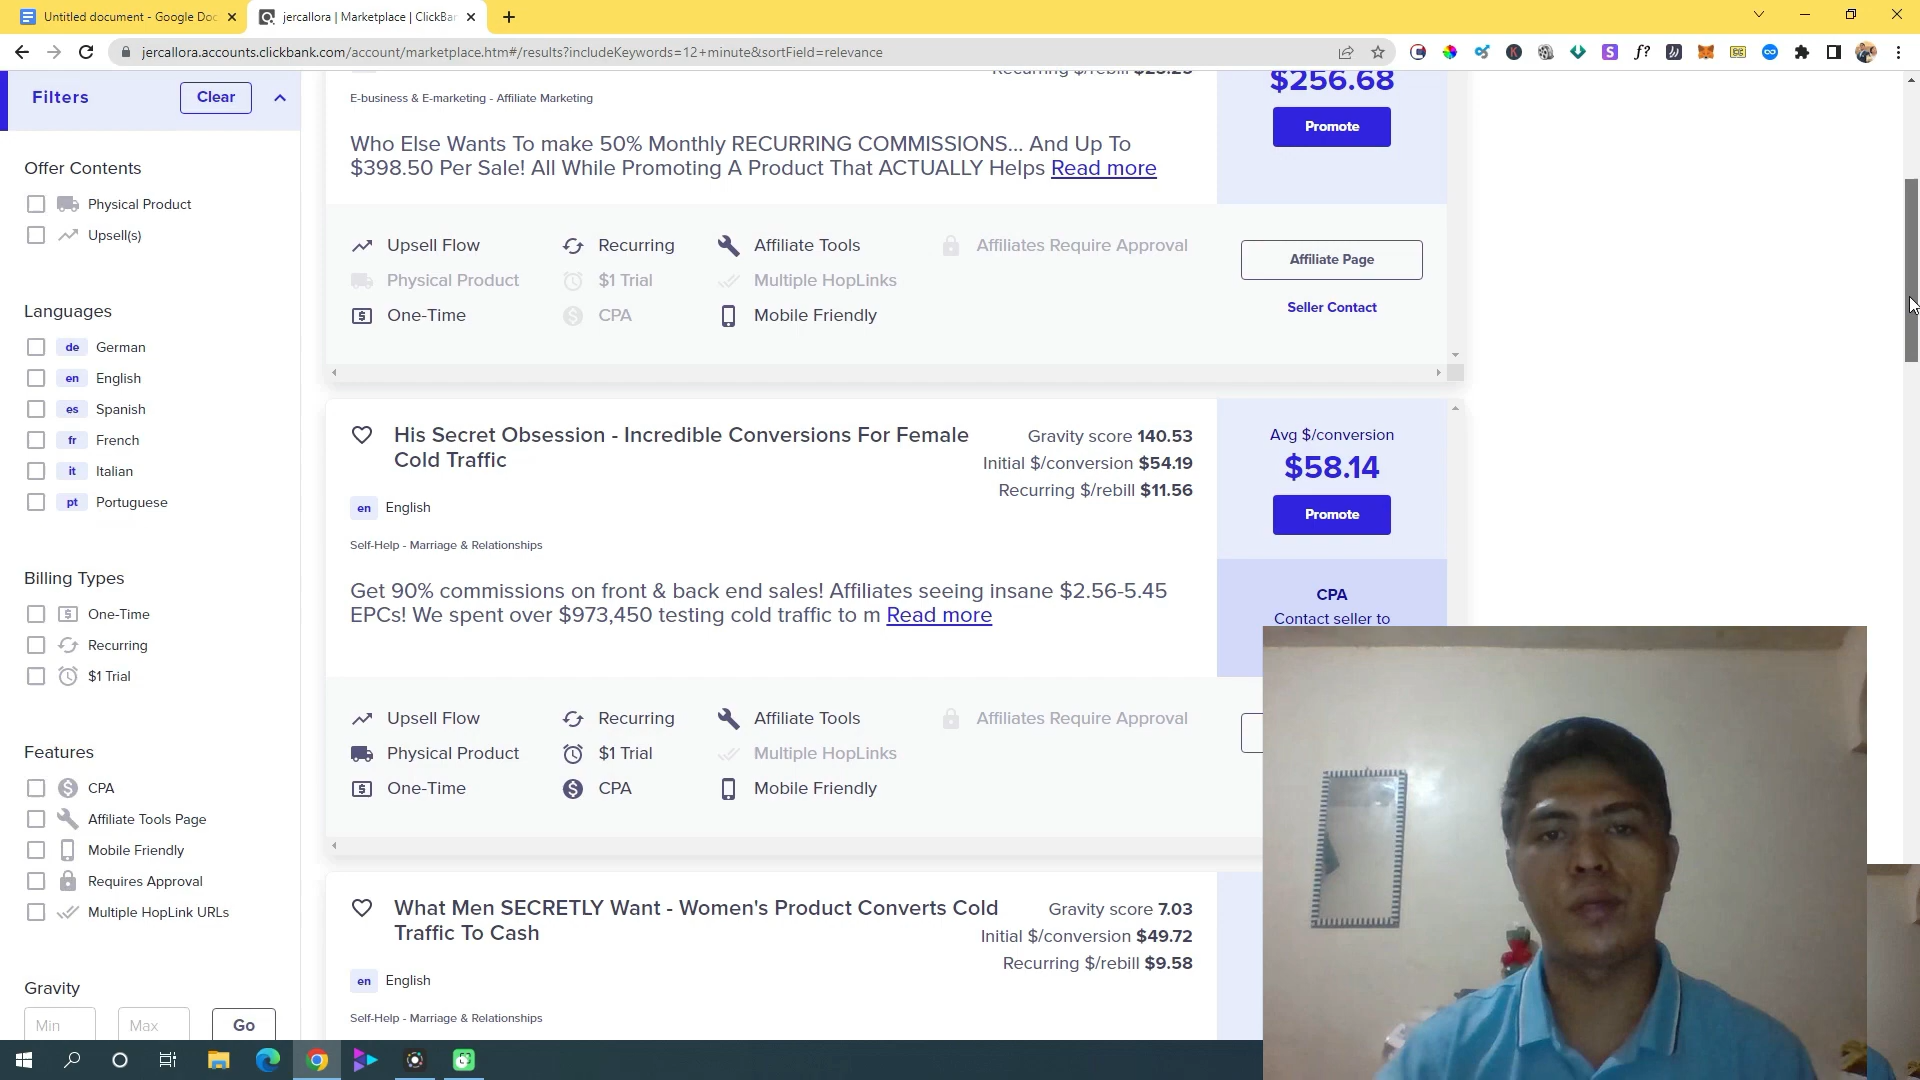 Untitled document - Google Doc
jercallora | Marketplace | ClickBan
jercallora.accounts.clickbank.com/account/marketplace.htm#/results?includeKeywords=12+minute&sortField=relevance
Filters
Clear
Offer Contents
Physical Product
Upsell(s)
Languages
de German
en English
es Spanish
fr French
it Italian
pt Portuguese
Billing Types
One-Time
Recurring
$1 Trial
Features
CPA
Affiliate Tools Page
Mobile Friendly
Requires Approval
Multiple HopLink URLs
Gravity
Min
Max
Go
Recurring $/rebill $25.25
$256.68
E-business & E-marketing - Affiliate Marketing
Promote
Who Else Wants To make 50% Monthly RECURRING COMMISSIONS... And Up To
$398.50 Per Sale! All While Promoting A Product That ACTUALLY Helps Read more
Upsell Flow
Recurring
Affiliate Tools
Affiliates Require Approval
Physical Product
$1 Trial
Multiple HopLinks
One-Time
CPA
Mobile Friendly
Affiliate Page
Seller Contact
His Secret Obsession - Incredible Conversions For Female
Cold Traffic
Gravity score 140.53
Initial $/conversion $54.19
Recurring $/rebill $11.56
Avg $/conversion
$58.14
Promote
en English
Self-Help - Marriage & Relationships
Get 90% commissions on front & back end sales! Affiliates seeing insane $2.56-5.45
EPCs! We spent over $973,450 testing cold traffic to m Read more
CPA
Contact seller to
Upsell Flow
Recurring
Affiliate Tools
Affiliates Require Approval
Physical Product
$1 Trial
Multiple HopLinks
One-Time
CPA
Mobile Friendly
What Men SECRETLY Want - Women's Product Converts Cold
Traffic To Cash
Gravity score 7.03
Initial $/conversion $49.72
Recurring $/rebill $9.58
en English
Self-Help - Marriage & Relationships